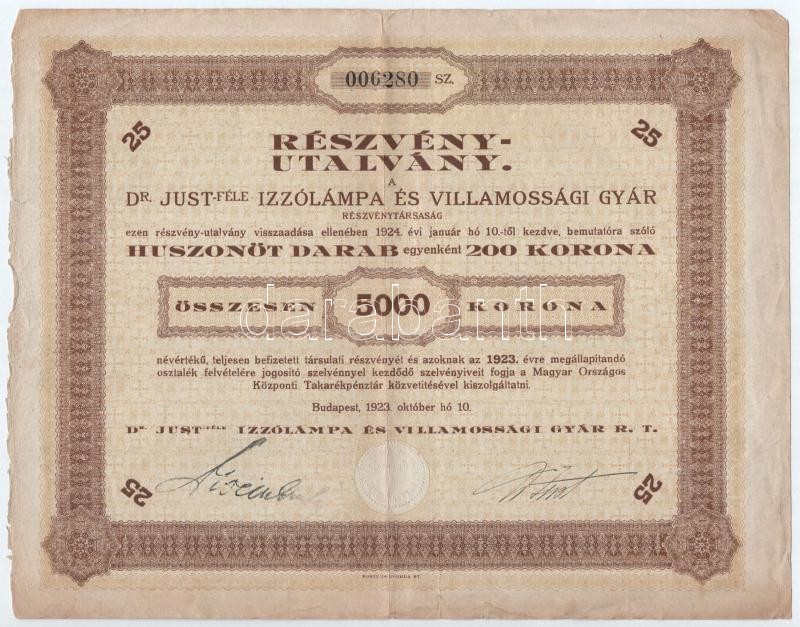 006280 SZ.
25 25
RÉSZVÉNY-
UTALVÁNY.
A
DR. JUST-FÉLE IZZÓLÁMPA ÉS VILLAMOSSÁGI GYÁR
RÉSZVÉNYTÁRSASÁG
ezen részvény-utalvány visszaadása ellenében 1924. évi január hó 10.-től kezdve, bemutatóra szóló
HUSZONÖT DARAB egyenként 200 KORONA
ÖSSZESEN 5000 KORONA
darabanth
névértékű, teljesen befizetett társulati részvényét és azoknak az 1923. évre megállapitandó
osztalék felvételére jogositó szelvénnyel kezdődő szelvényiveit fogja a Magyar Országos
Központi Takarékpénztár közvetitésével kiszolgáltatni.
Budapest, 1923. október hó 10.
DR. JUST-FÉLE IZZÓLÁMPA ÉS VILLAMOSSÁGI GYÁR R. T.
25 25